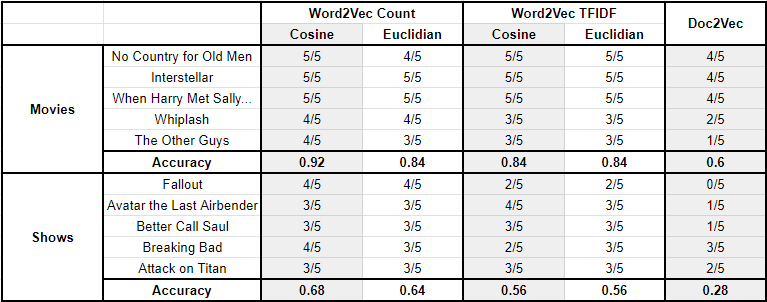 Word2Vec Count Word2Vec TFIDF Doc2Vec
Cosine Euclidian Cosine Euclidian
Movies
No Country for Old Men 5/5 4/5 5/5 5/5 4/5
Interstellar 5/5 5/5 5/5 5/5 4/5
When Harry Met Sally... 5/5 5/5 5/5 5/5 4/5
Whiplash 4/5 4/5 3/5 3/5 2/5
The Other Guys 4/5 3/5 3/5 3/5 1/5
Accuracy 0.92 0.84 0.84 0.84 0.6
Shows
Fallout 4/5 4/5 2/5 2/5 0/5
Avatar the Last Airbender 3/5 3/5 4/5 3/5 1/5
Better Call Saul 3/5 3/5 3/5 3/5 1/5
Breaking Bad 4/5 3/5 2/5 3/5 3/5
Attack on Titan 3/5 3/5 3/5 3/5 2/5
Accuracy 0.68 0.64 0.56 0.56 0.28